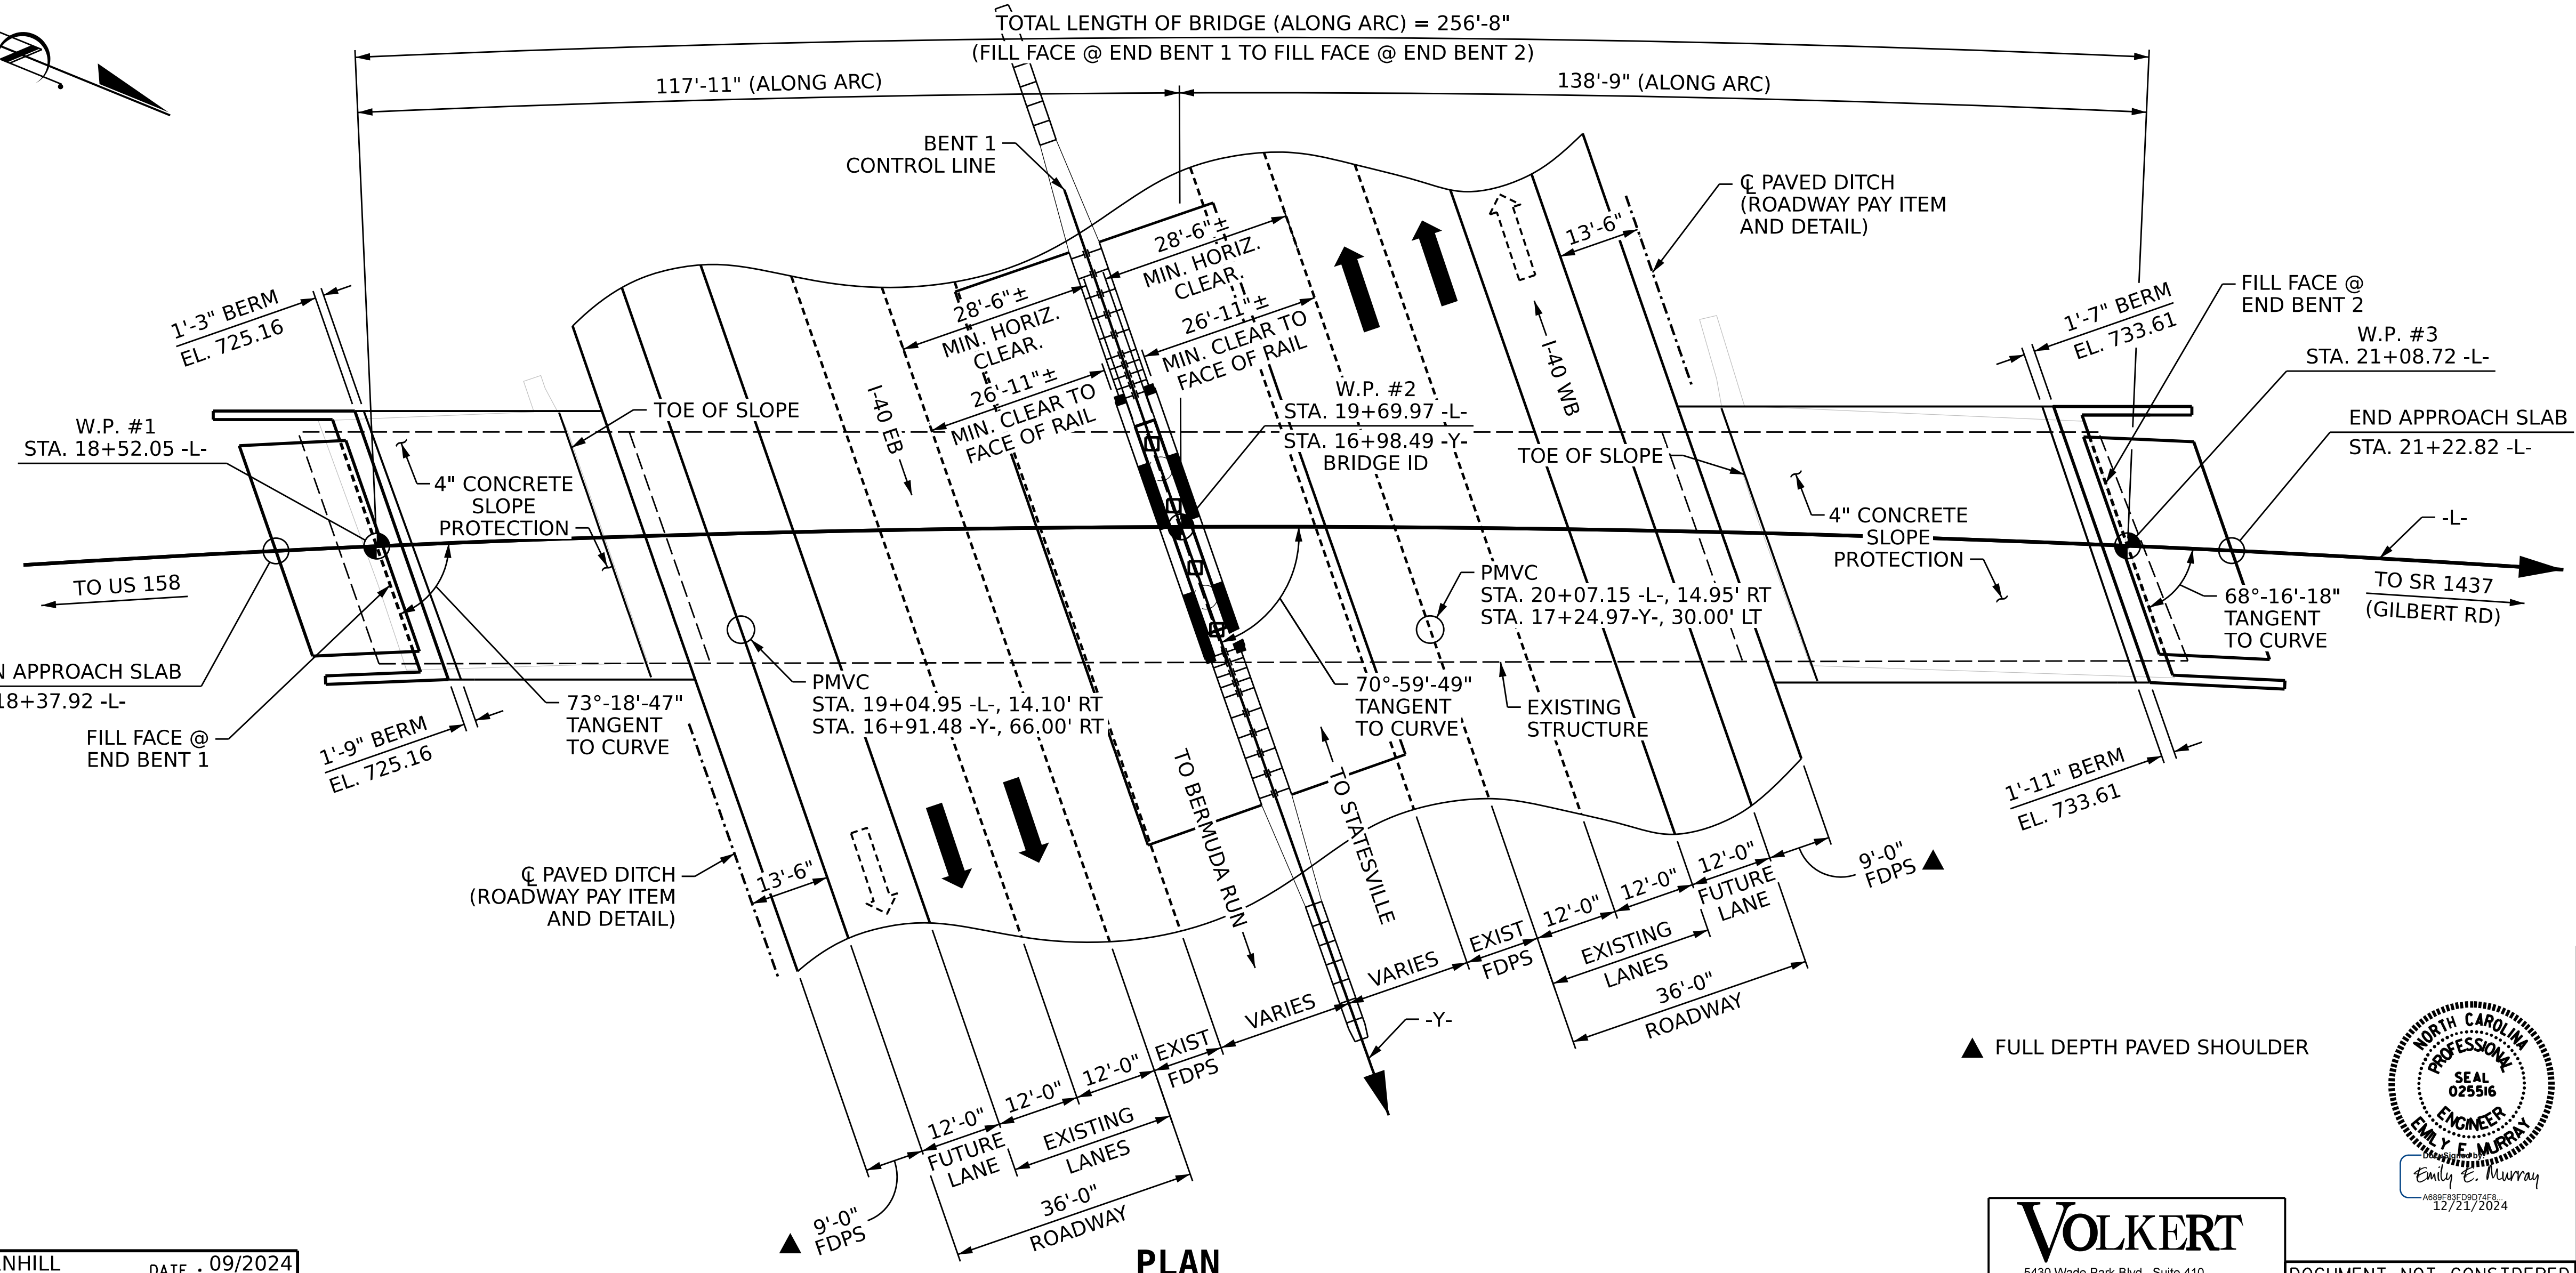 TOTAL LENGTH OF BRIDGE (ALONG ARC) = 256'-8"
(FILL FACE @ END BENT 1 TO FILL FACE @ END BENT 2)
117'-11" (ALONG ARC)
138'-9" (ALONG ARC)
BENT 1
CONTROL LINE
℄ PAVED DITCH
(ROADWAY PAY ITEM
AND DETAIL)
13'-6"
28'-6"±
MIN. HORIZ.
CLEAR.
28'-6"±
MIN. HORIZ.
CLEAR.
26'-11"±
MIN. CLEAR TO
FACE OF RAIL
26'-11"±
MIN. CLEAR TO
FACE OF RAIL
1'-3" BERM
EL. 725.16
FILL FACE @
END BENT 2
1'-7" BERM
EL. 733.61
W.P. #3
STA. 21+08.72 -L-
END APPROACH SLAB
STA. 21+22.82 -L-
W.P. #1
STA. 18+52.05 -L-
TOE OF SLOPE
I-40 EB
I-40 WB
W.P. #2
STA. 19+69.97 -L-
STA. 16+98.49 -Y-
BRIDGE ID
TOE OF SLOPE
4" CONCRETE
SLOPE
PROTECTION
4" CONCRETE
SLOPE
PROTECTION
-L-
TO US 158
TO SR 1437
(GILBERT RD)
68°-16'-18"
TANGENT
TO CURVE
PMVC
STA. 20+07.15 -L-, 14.95' RT
STA. 17+24.97-Y-, 30.00' LT
N APPROACH SLAB
18+37.92 -L-
FILL FACE @
END BENT 1
1'-9" BERM
EL. 725.16
73°-18'-47"
TANGENT
TO CURVE
PMVC
STA. 19+04.95 -L-, 14.10' RT
STA. 16+91.48 -Y-, 66.00' RT
70°-59'-49"
TANGENT
TO CURVE
EXISTING
STRUCTURE
1'-11" BERM
EL. 733.61
TO BERMUDA RUN
TO STATESVILLE
℄ PAVED DITCH
(ROADWAY PAY ITEM
AND DETAIL)
13'-6"
9'-0"
FDPS
12'-0"
FUTURE
LANE
12'-0"
12'-0"
EXISTING
LANES
EXIST
FDPS
VARIES
VARIES
EXIST
FDPS
12'-0"
12'-0"
EXISTING
LANES
12'-0"
FUTURE
LANE
9'-0"
FDPS ▲
36'-0"
ROADWAY
36'-0"
ROADWAY
-Y-
▲ FULL DEPTH PAVED SHOULDER
NORTH CAROLINA
PROFESSIONAL
SEAL
025516
ENGINEER
EMILY E. MURRAY
DocuSigned by:
Emily E. Murray
A689F83FD9D74F8...
12/21/2024
PLAN
VOLKERT
5430 Wade Park Blvd., Suite 410
DOCUMENT NOT CONSIDERED
NHILL
DATE : 09/2024